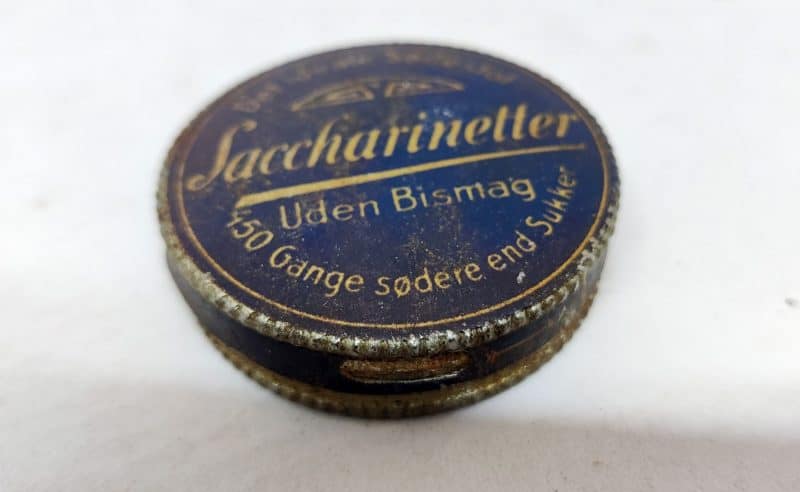 Saccharinetter
Uden Bismag
450 Gange sødere end Sukker